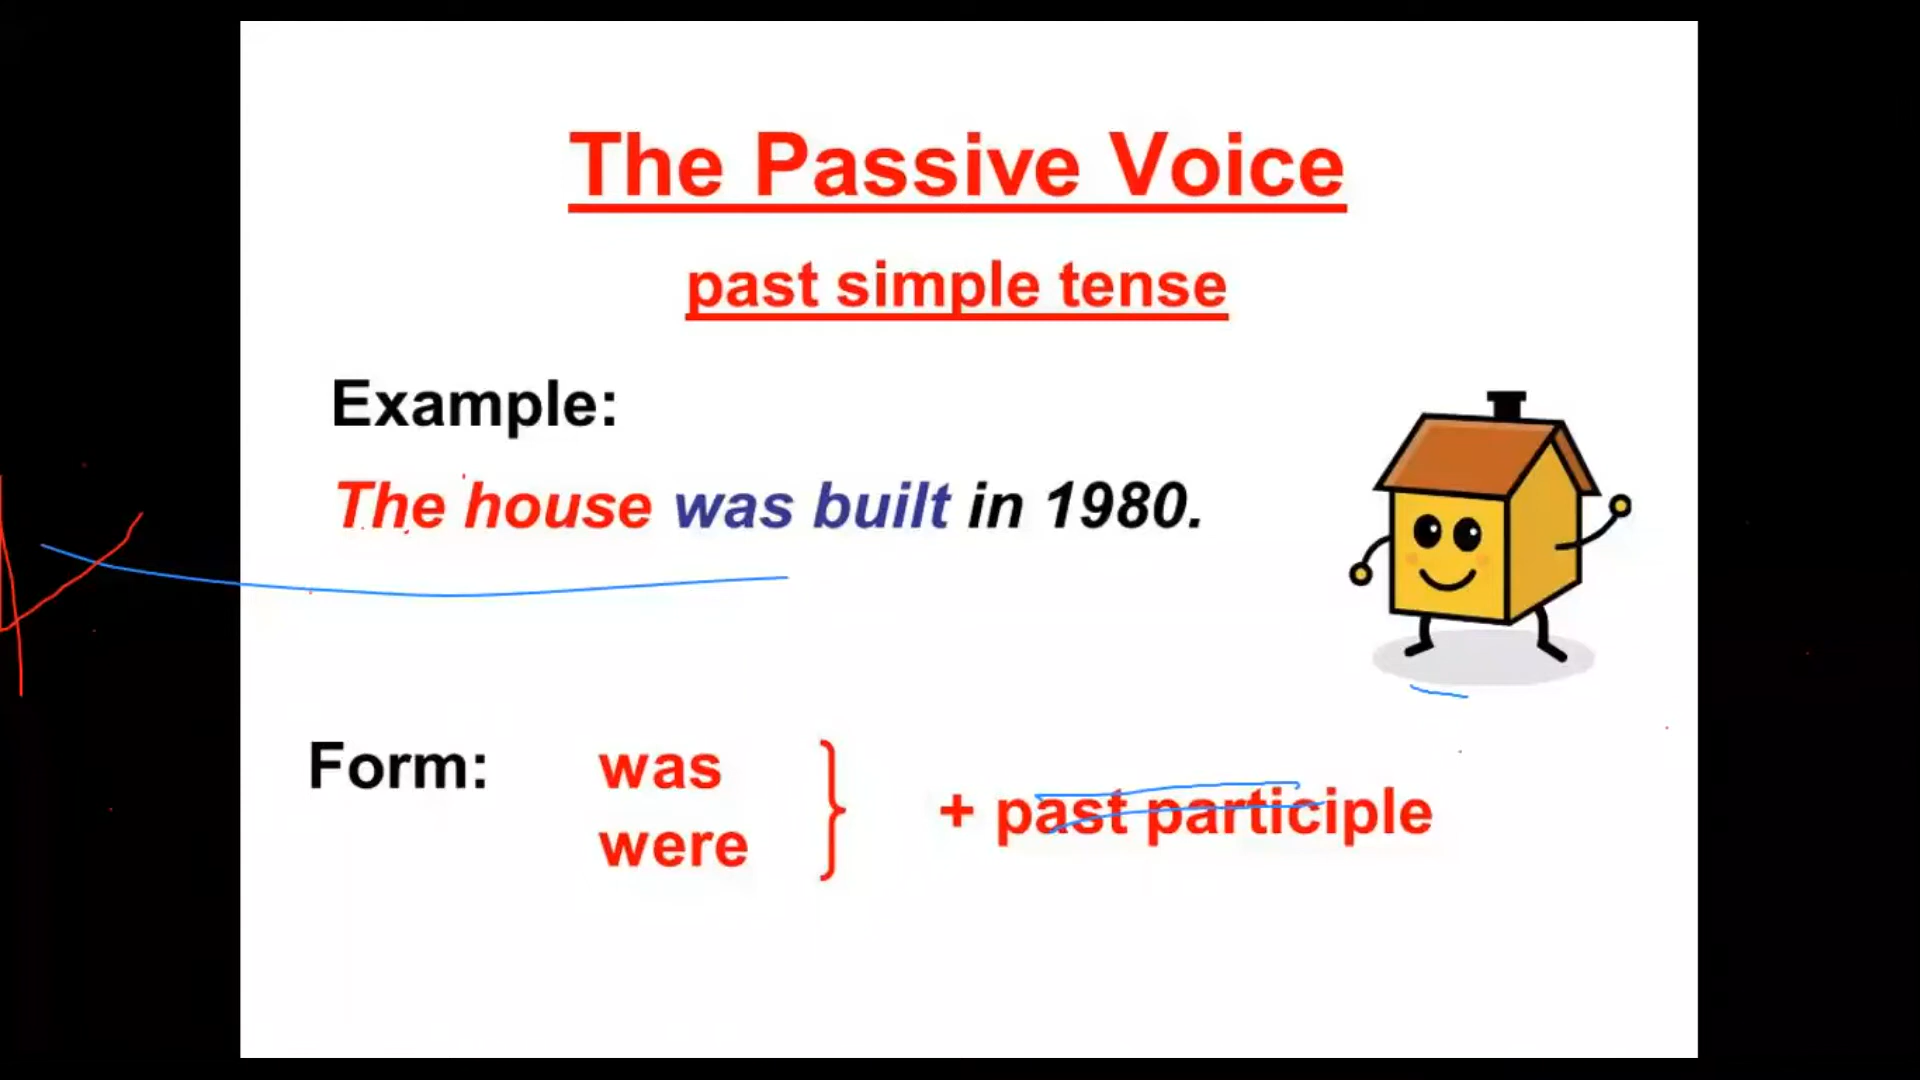 The Passive Voice
past simple tense
Example:
The house was built in 1980.
Form: was
were
} + past participle